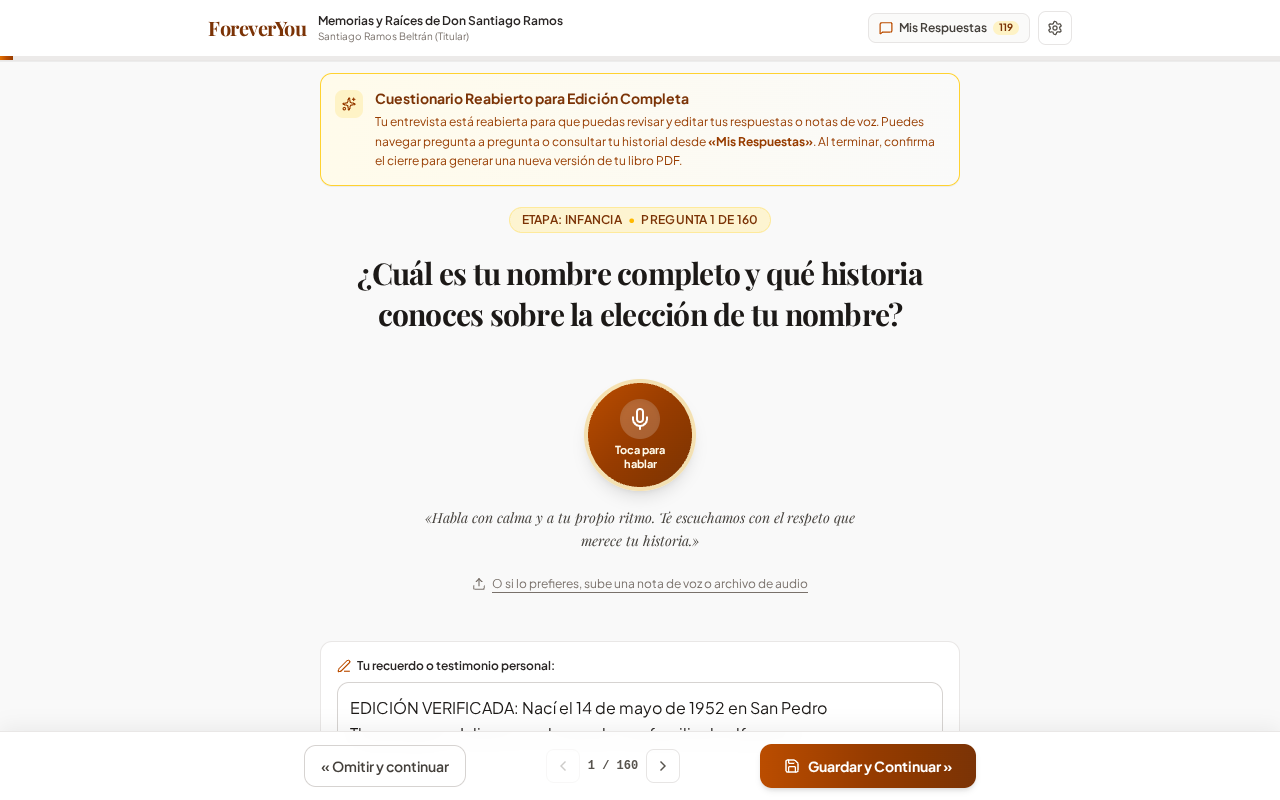 ForeverYou
Memorias y Raíces de Don Santiago Ramos
Santiago Ramos Beltrán (Titular)
Mis Respuestas 119
Cuestionario Reabierto para Edición Completa
Tu entrevista está reabierta para que puedas revisar y editar tus respuestas o notas de voz. Puedes
navegar pregunta a pregunta o consultar tu historial desde «Mis Respuestas». Al terminar, confirma
el cierre para generar una nueva versión de tu libro PDF.
ETAPA: INFANCIA • PREGUNTA 1 DE 160
¿Cuál es tu nombre completo y qué historia
conoces sobre la elección de tu nombre?
Toca para
hablar
«Habla con calma y a tu propio ritmo. Te escuchamos con el respeto que
merece tu historia.»
O si lo prefieres, sube una nota de voz o archivo de audio
Tu recuerdo o testimonio personal:
EDICIÓN VERIFICADA: Nací el 14 de mayo de 1952 en San Pedro
« Omitir y continuar
1 / 160
Guardar y Continuar »